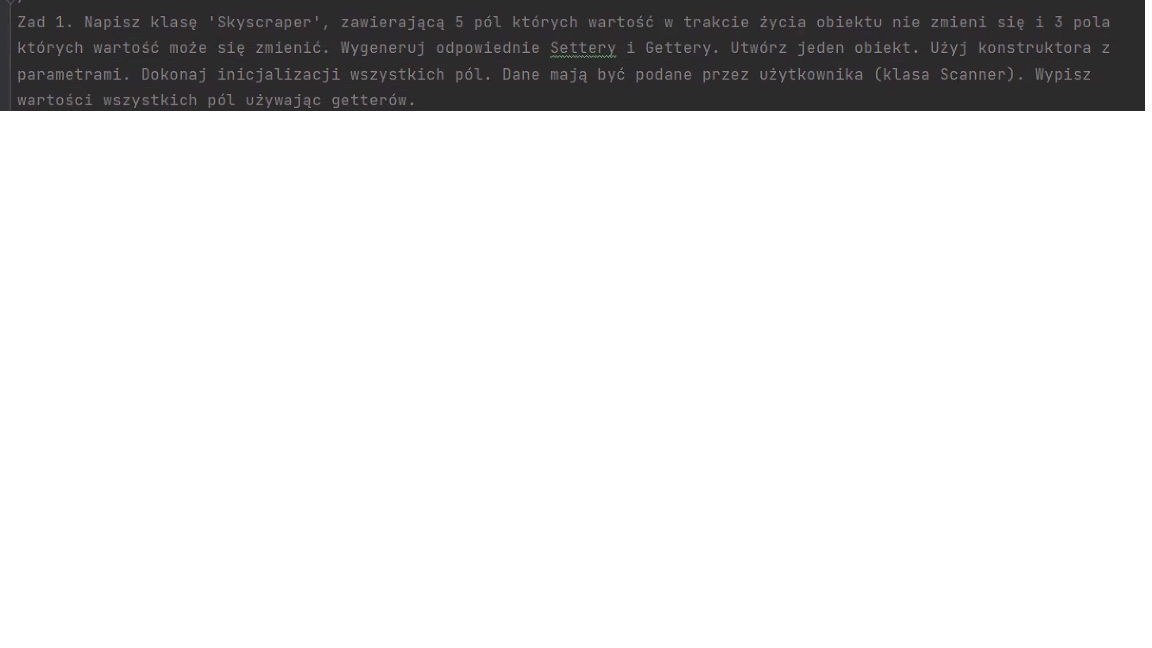 Zad 1. Napisz klasę 'Skyscraper', zawierającą 5 pól których wartość w trakcie życia obiektu nie zmieni się i 3 pola
których wartość może się zmienić. Wygeneruj odpowiednie Settery i Gettery. Utwórz jeden obiekt. Użyj konstruktora z
parametrami. Dokonaj inicjalizacji wszystkich pól. Dane mają być podane przez użytkownika (klasa Scanner). Wypisz
wartości wszystkich pól używając getterów.